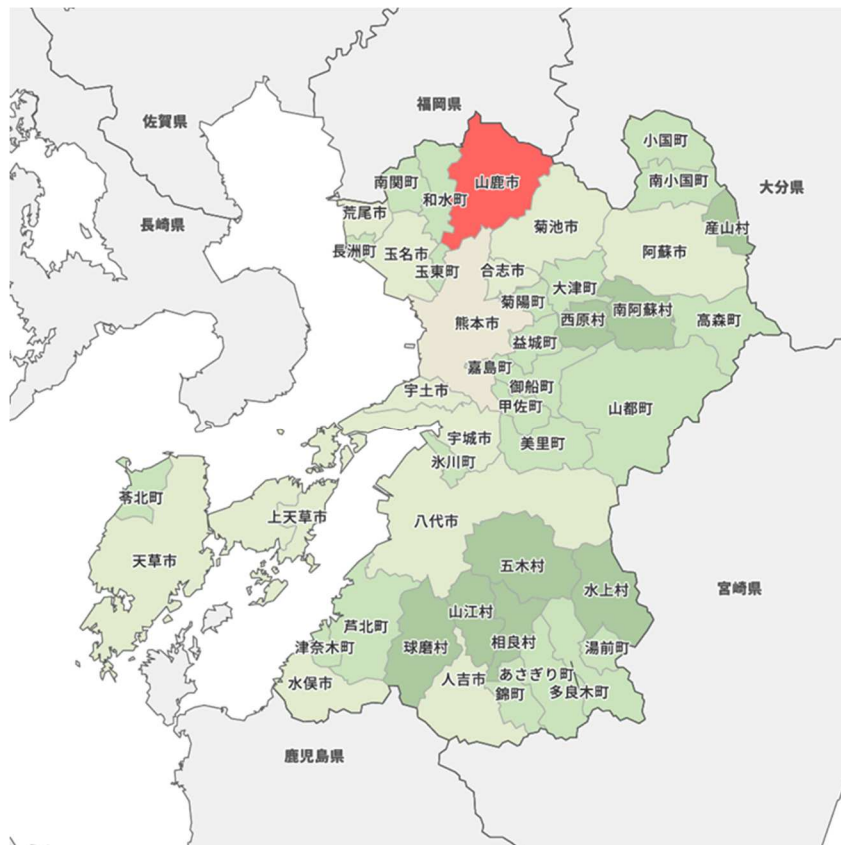 福岡県
佐賀県
小国町
南関町
山鹿市
南小国町
大分県
和水町
荒尾市
長崎県
菊池市
産山村
長洲町
玉名市
阿蘇市
玉東町
合志市
大津町
菊陽町
南阿蘇村
熊本市
西原村
高森町
益城町
嘉島町
御船町
宇土市
甲佐町
山都町
宇城市
美里町
氷川町
苓北町
上天草市
八代市
天草市
五木村
宮崎県
水上村
山江村
芦北町
相良村
津奈木町
球磨村
湯前町
あさぎり町
人吉市
水俣市
錦町
多良木町
鹿児島県